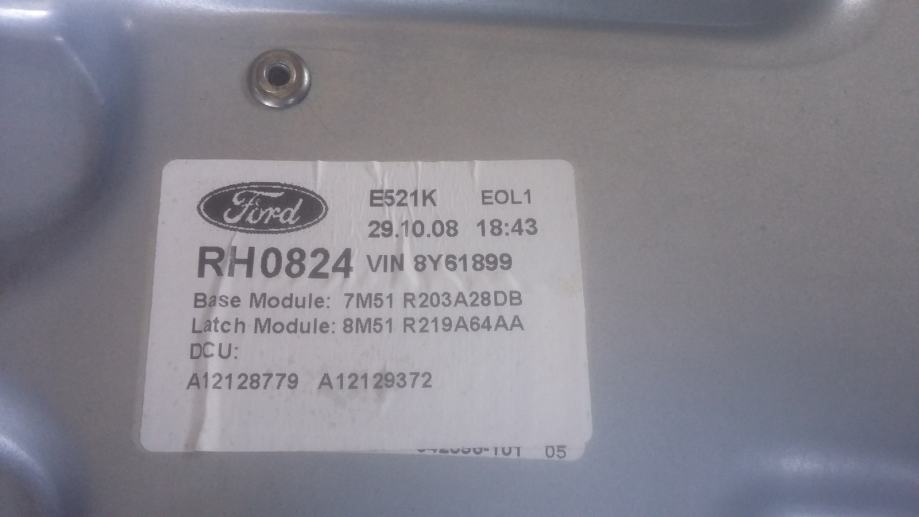 Ford
E521K EOL1
29.10.08 18:43
RH0824 VIN 8Y61899
Base Module: 7M51 R203A28DB
Latch Module: 8M51 R219A64AA
DCU:
A12128779 A12129372
05